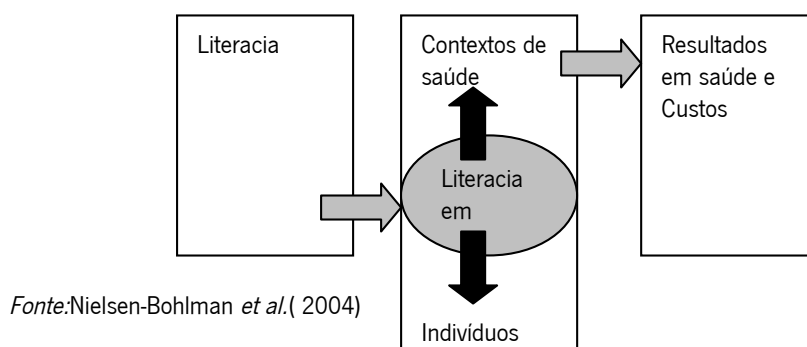 Literacia
Contextos de
saúde
Resultados
em saúde e
Custos
Literacia
em
Fonte:Nielsen-Bohlman et al.( 2004)
Indivíduos